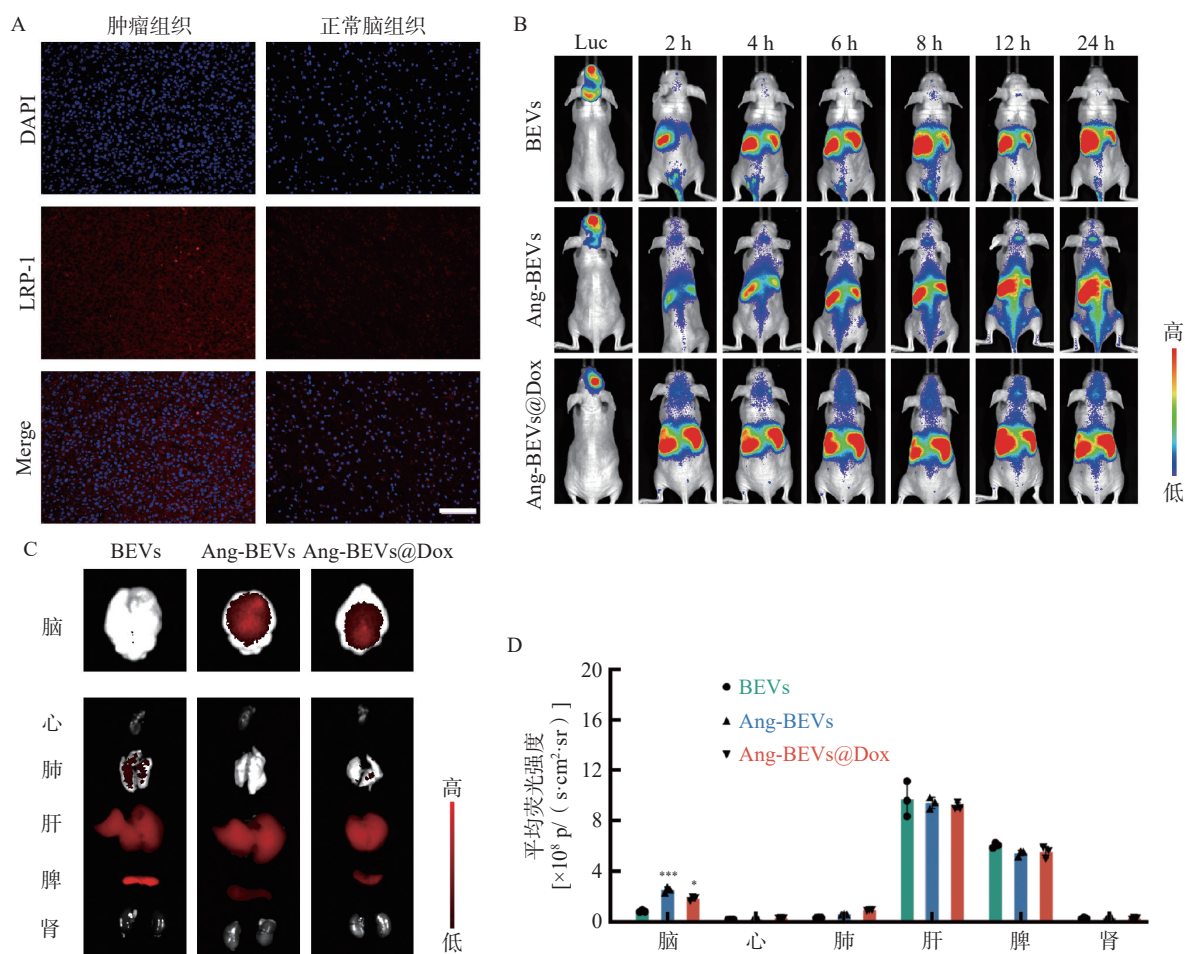 A
肿瘤组织 正常脑组织
DAPI
LRP-1
Merge
B
Luc 2 h 4 h 6 h 8 h 12 h 24 h
BEVs
Ang-BEVs
Ang-BEVs@Dox
高
低
C
BEVs Ang-BEVs Ang-BEVs@Dox
脑
心
肺
肝
脾
肾
高
低
D
平均荧光强度
[×10⁸ p/（s·cm²·sr）]
20
16
12
8
4
0
BEVs
Ang-BEVs
Ang-BEVs@Dox
*** *
脑 心 肺 肝 脾 肾